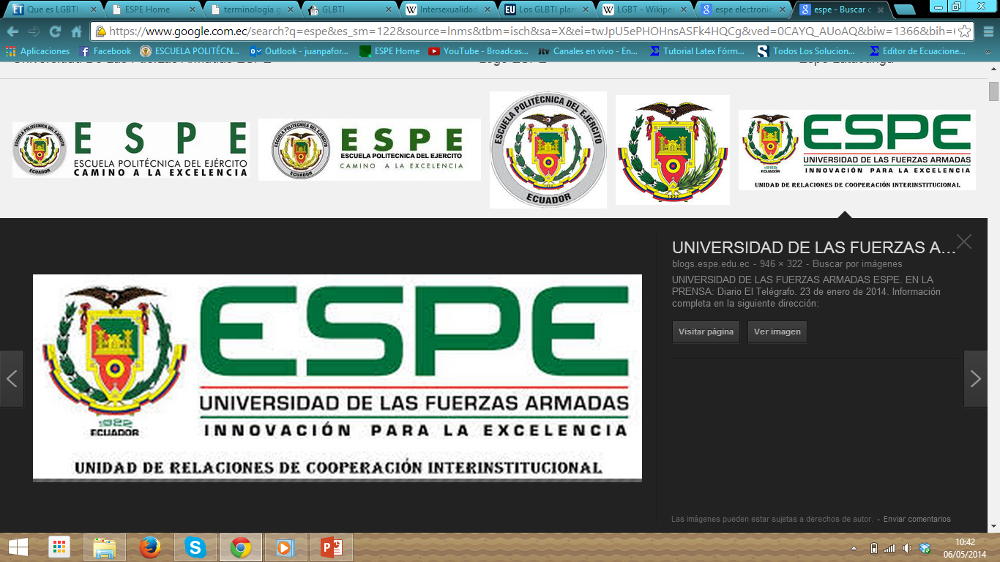 Que es LGBTI -
ESPE Home
terminologia g
GLBTI
Intersexualidad
Los GLBTI plan
LGBT - Wikiped
espe electronic
espe - Buscar c
https://www.google.com.ec/search?q=espe&es_sm=122&source=lnms&tbm=isch&sa=X&ei=twJpU5ePHOHnsASFk4HQCg&ved=0CAYQ_AUoAQ&biw=1366&bih=
Aplicaciones
Facebook
ESCUELA POLITÉCN...
Outlook - juanpafor...
ESPE Home
YouTube - Broadcas...
Canales en vivo - En...
Tutorial Latex Fórm...
Todos Los Solucion...
Editor de Ecuacione...
»
ESCUELA POLITÉCNICA DEL EJÉRCITO
ECUADOR
E S P E
ESCUELA POLITÉCNICA DEL EJÉRCITO
CAMINO A LA EXCELENCIA
ESCUELA POLITÉCNICA DEL EJÉRCITO
ECUADOR
E S P E
ESCUELA POLITECNICA DEL EJERCITO
CAMINO A LA EXCELENCIA
ESCUELA POLITÉCNICA DEL EJÉRCITO
1922
ECUADOR
1922
ESPE
UNIVERSIDAD DE LAS FUERZAS ARMADAS
INNOVACIÓN PARA LA EXCELENCIA
1922
ECUADOR
UNIDAD DE RELACIONES DE COOPERACIÓN INTERINSTITUCIONAL
ESPE
UNIVERSIDAD DE LAS FUERZAS ARMADAS
INNOVACIÓN PARA LA EXCELENCIA
1922
ECUADOR
UNIDAD DE RELACIONES DE COOPERACIÓN INTERINSTITUCIONAL
UNIVERSIDAD DE LAS FUERZAS A...
blogs.espe.edu.ec - 946 × 322 - Buscar por imágenes
UNIVERSIDAD DE LAS FUERZAS ARMADAS ESPE. EN LA
PRENSA: Diario El Telégrafo. 23 de enero de 2014. Información
completa en la siguiente dirección:
Visitar página
Ver imagen
Las imágenes pueden estar sujetas a derechos de autor. - Enviar comentarios
10:42
06/05/2014